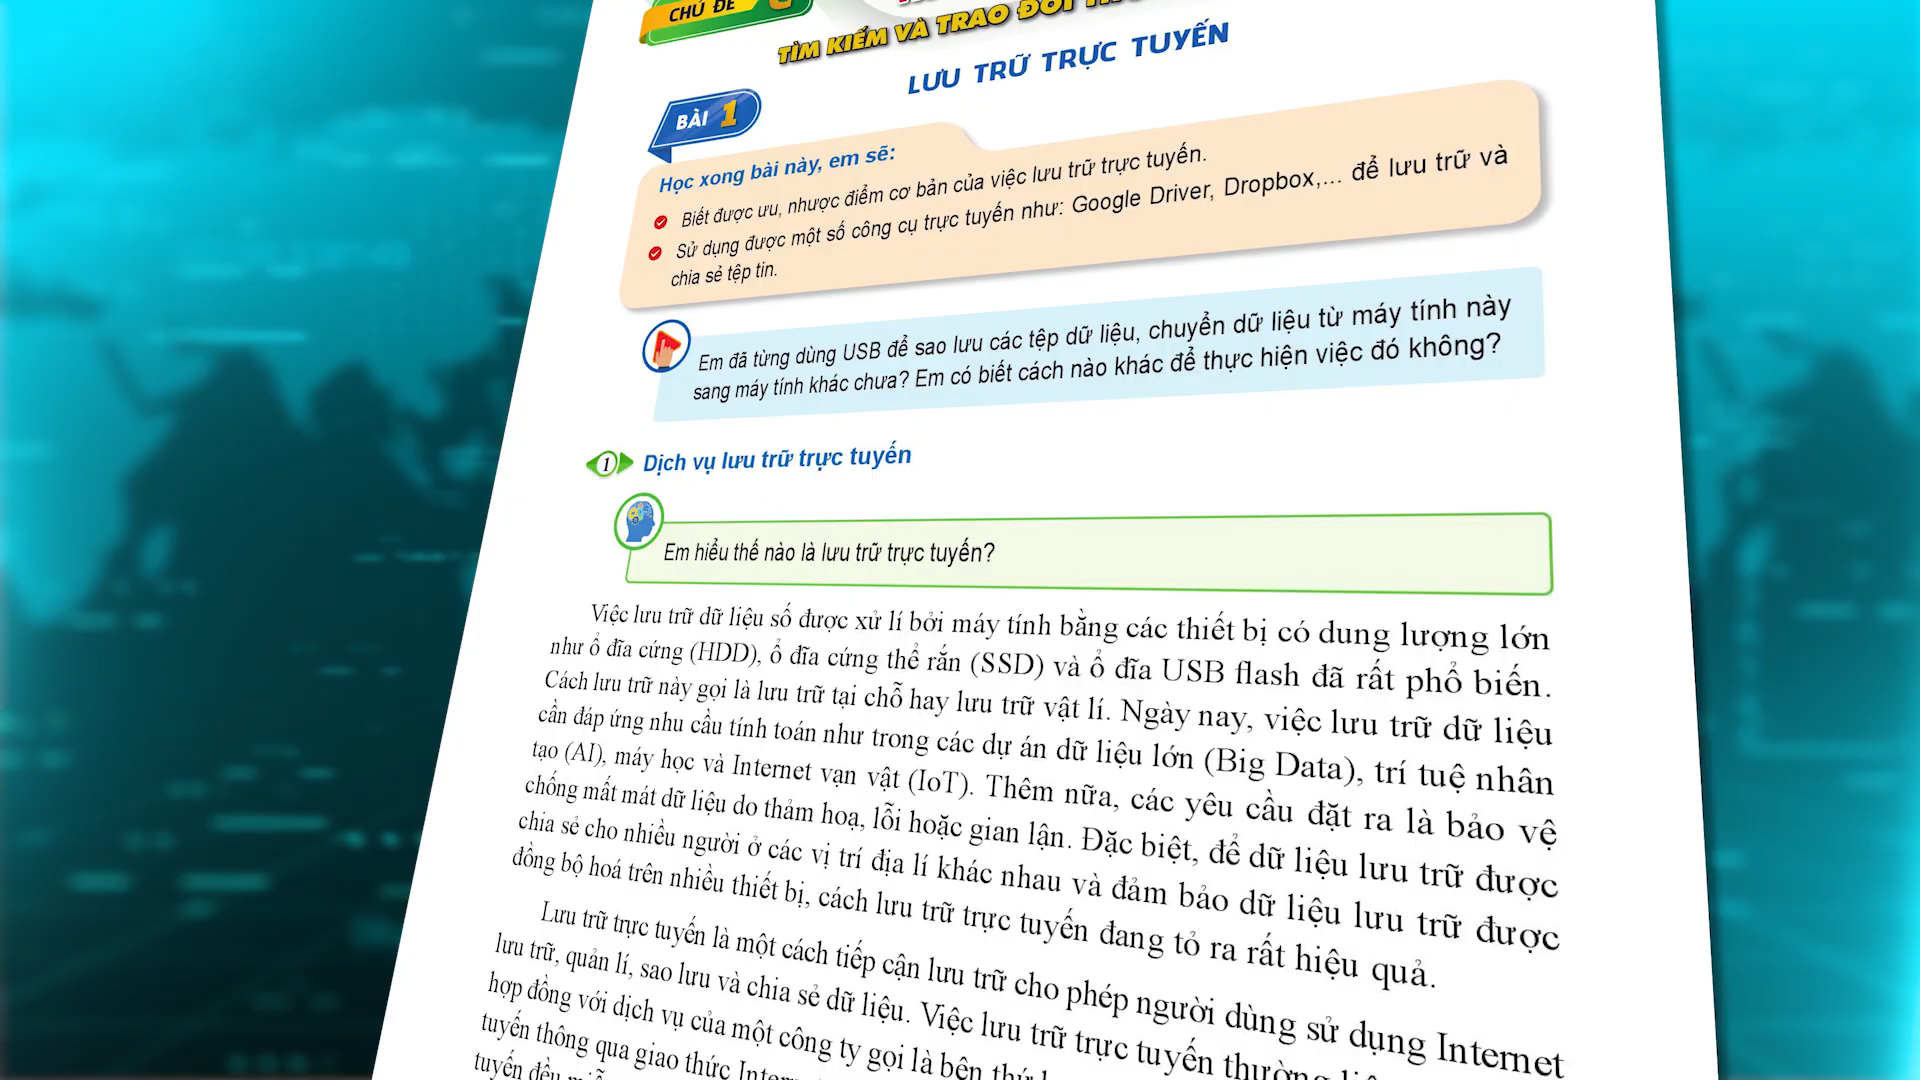 CHỦ ĐỀ
TÌM KIẾM VÀ TRAO ĐỔI
LƯU TRỮ TRỰC TUYẾN
BÀI 1
Học xong bài này, em sẽ:
Biết được ưu, nhược điểm cơ bản của việc lưu trữ trực tuyến.
Sử dụng được một số công cụ trực tuyến như: Google Driver, Dropbox,... để lưu trữ và
chia sẻ tệp tin.
Em đã từng dùng USB để sao lưu các tệp dữ liệu, chuyển dữ liệu từ máy tính này
sang máy tính khác chưa? Em có biết cách nào khác để thực hiện việc đó không?
1 Dịch vụ lưu trữ trực tuyến
Em hiểu thế nào là lưu trữ trực tuyến?
Việc lưu trữ dữ liệu số được xử lí bởi máy tính bằng các thiết bị có dung lượng lớn
như ổ đĩa cứng (HDD), ổ đĩa cứng thể rắn (SSD) và ổ đĩa USB flash đã rất phổ biến.
Cách lưu trữ này gọi là lưu trữ tại chỗ hay lưu trữ vật lí. Ngày nay, việc lưu trữ dữ liệu
cần đáp ứng nhu cầu tính toán như trong các dự án dữ liệu lớn (Big Data), trí tuệ nhân
tạo (AI), máy học và Internet vạn vật (IoT). Thêm nữa, các yêu cầu đặt ra là bảo vệ
chống mất mát dữ liệu do thảm hoạ, lỗi hoặc gian lận. Đặc biệt, để dữ liệu lưu trữ được
chia sẻ cho nhiều người ở các vị trí địa lí khác nhau và đảm bảo dữ liệu lưu trữ được
đồng bộ hoá trên nhiều thiết bị, cách lưu trữ trực tuyến đang tỏ ra rất hiệu quả.
Lưu trữ trực tuyến là một cách tiếp cận lưu trữ cho phép người dùng sử dụng Internet
lưu trữ, quản lí, sao lưu và chia sẻ dữ liệu. Việc lưu trữ trực tuyến thường
hợp đồng với dịch vụ của một công ty gọi là bên thứ
tuyến thông qua giao thức
tuyến đều